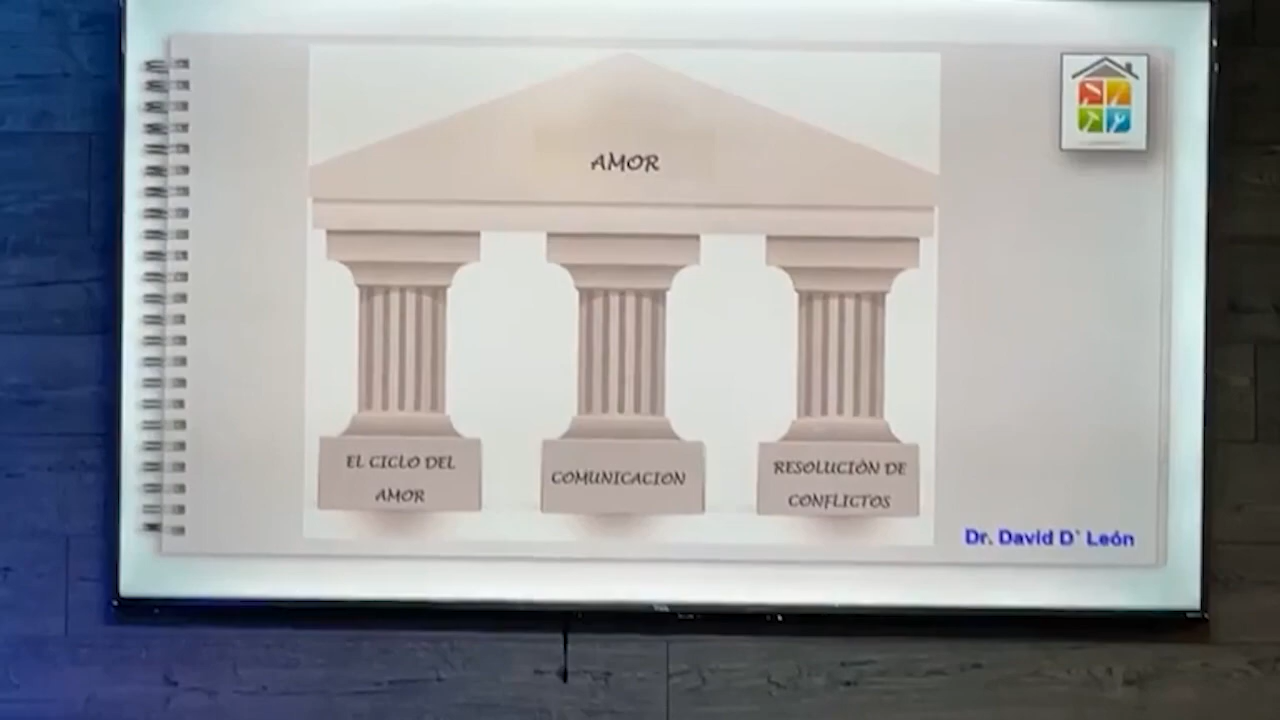 AMOR
EL CICLO DEL
AMOR
COMUNICACION
RESOLUCIÓN DE
CONFLICTOS
Dr. David D` León